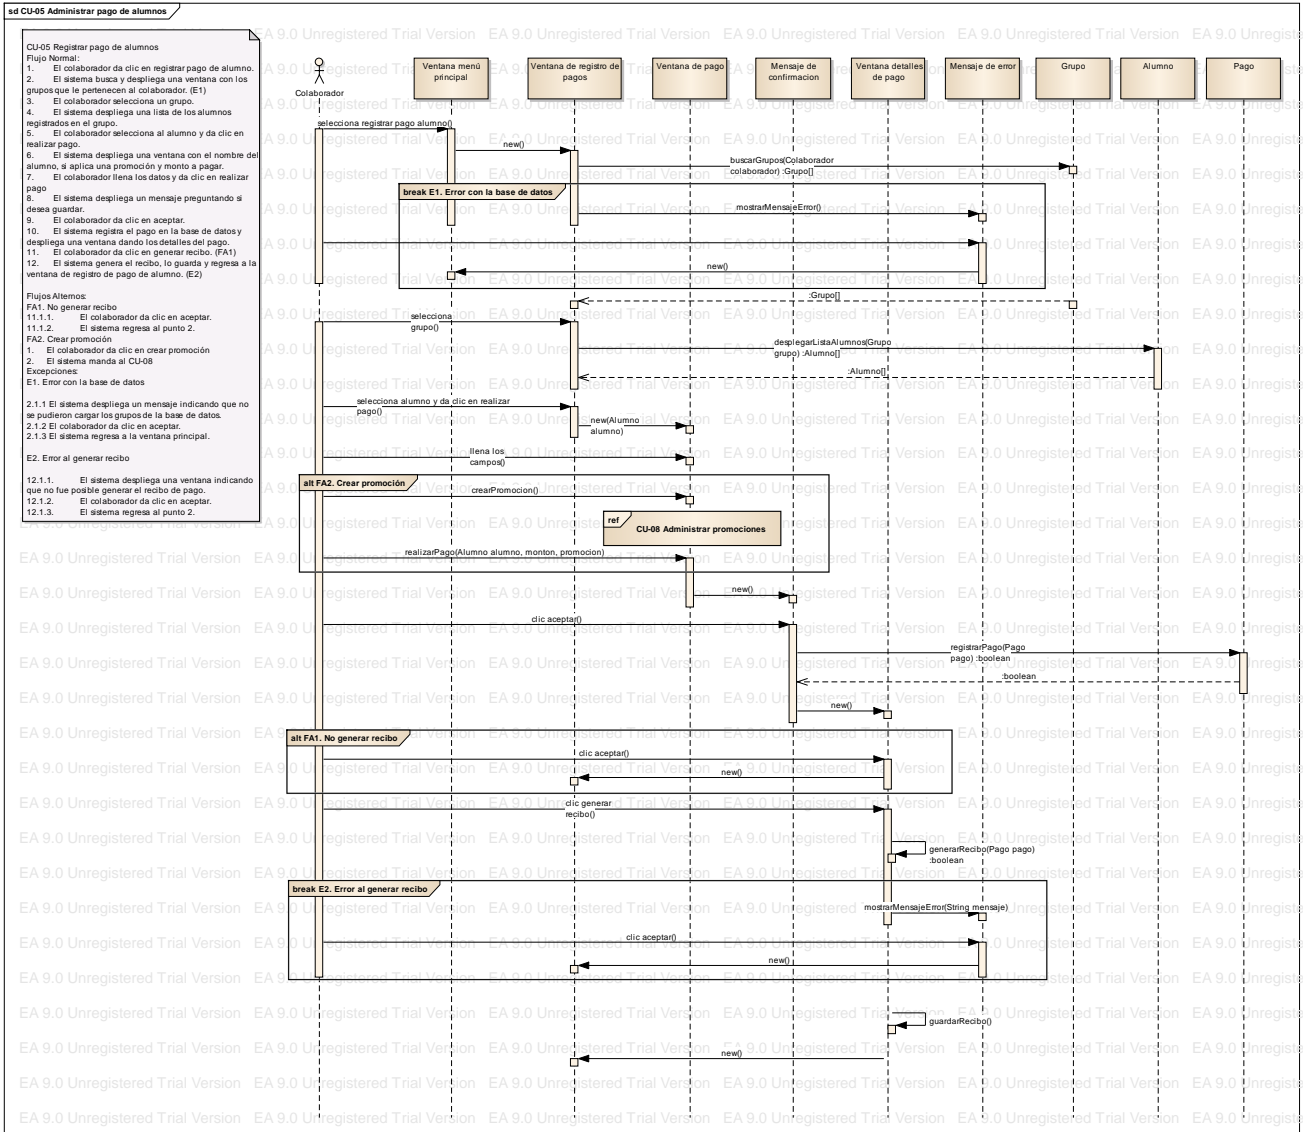 sd CU-05 Administrar pago de alumnos
CU-05 Registrar pago de alumnos
Flujo Normal:
1. El colaborador da clic en registrar pago de alumno.
2. El sistema busca y despliega una ventana con los
grupos que le pertenecen al colaborador. (E1)
3. El colaborador selecciona un grupo.
4. El sistema despliega una lista de los alumnos
registrados en el grupo.
5. El colaborador selecciona al alumno y da clic en
realizar pago.
6. El sistema despliega una ventana con el nombre del
alumno, si aplica una promoción y monto a pagar.
7. El colaborador llena los datos y da clic en realizar
pago
8. El sistema despliega un mensaje preguntando si
desea guardar.
9. El colaborador da clic en aceptar.
10. El sistema registra el pago en la base de datos y
despliega una ventana dando los detalles del pago.
11. El colaborador da clic en generar recibo. (FA1)
12. El sistema genera el recibo, lo guarda y regresa a la
ventana de registro de pago de alumno. (E2)
Flujos Alternos:
FA1. No generar recibo
11.1.1. El colaborador da clic en aceptar.
11.1.2. El sistema regresa al punto 2.
FA2. Crear promoción
1. El colaborador da clic en crear promoción
2. El sistema manda al CU-08
Excepciones:
E1. Error con la base de datos
2.1.1 El sistema despliega un mensaje indicando que no
se pudieron cargar los grupos de la base de datos.
2.1.2 El colaborador da clic en aceptar.
2.1.3 El sistema regresa a la ventana principal.
E2. Error al generar recibo
12.1.1. El sistema despliega una ventana indicando
que no fue posible generar el recibo de pago.
12.1.2. El colaborador da clic en aceptar.
12.1.3. El sistema regresa al punto 2.
Colaborador
Ventana menú
principal
Ventana de registro de
pagos
Ventana de pago
Mensaje de
confirmacion
Ventana detalles
de pago
Mensaje de error
Grupo
Alumno
Pago
selecciona registrar pago alumno()
new()
buscarGrupos(Colaborador
colaborador) :Grupo[]
break E1. Error con la base de datos
mostrarMensajeError()
new()
:Grupo[]
selecciona
grupo()
desplegarListaAlumnos(Grupo
grupo) :Alumno[]
:Alumno[]
selecciona alumno y da clic en realizar
pago()
new(Alumno
alumno)
llena los
campos()
alt FA2. Crear promoción
crearPromocion()
ref
CU-08 Administrar promociones
realizarPago(Alumno alumno, monton, promocion)
new()
clic aceptar()
registrarPago(Pago
pago) :boolean
:boolean
new()
alt FA1. No generar recibo
clic aceptar()
new()
clic generar
recibo()
generarRecibo(Pago pago)
:boolean
break E2. Error al generar recibo
mostrarMensajeError(String mensaje)
clic aceptar()
new()
guardarRecibo()
new()
EA 9.0 Unregistered Trial Version